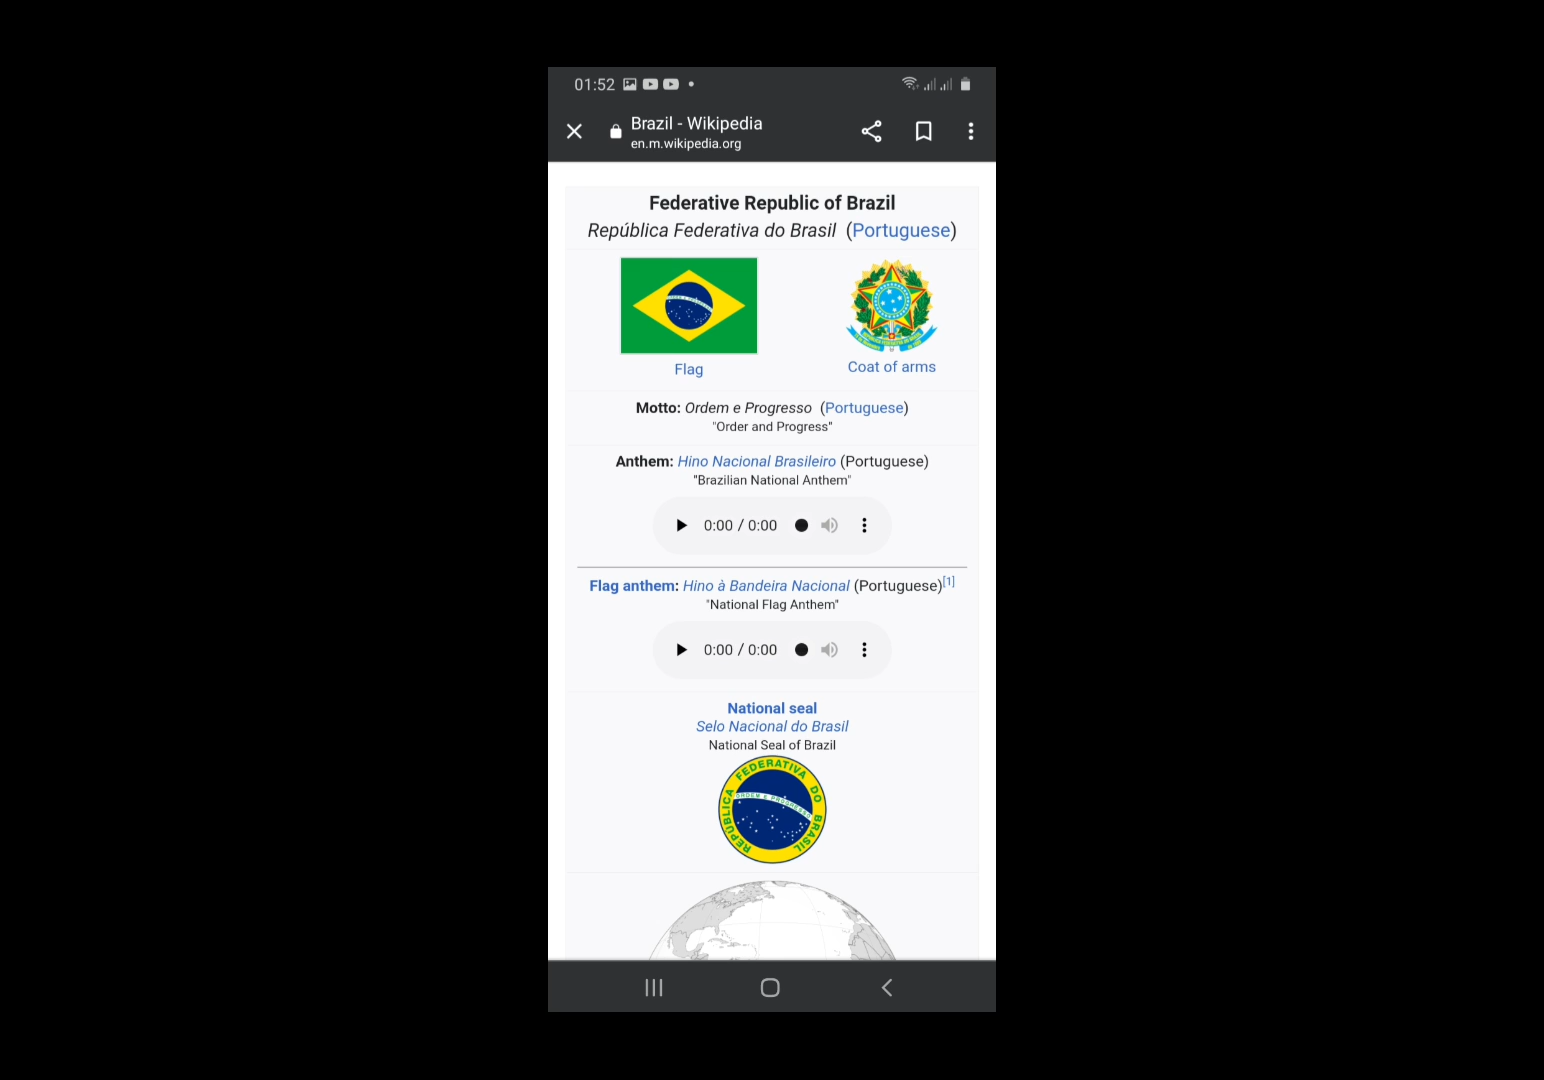 01:52
Brazil - Wikipedia
en.m.wikipedia.org
Federative Republic of Brazil
República Federativa do Brasil (Portuguese)
Flag
Coat of arms
Motto: Ordem e Progresso (Portuguese)
"Order and Progress"
Anthem: Hino Nacional Brasileiro (Portuguese)
"Brazilian National Anthem"
0:00 / 0:00
Flag anthem: Hino à Bandeira Nacional (Portuguese)[1]
"National Flag Anthem"
0:00 / 0:00
National seal
Selo Nacional do Brasil
National Seal of Brazil
REPÚBLICA FEDERATIVA DO BRASIL
ORDEM E PROGRESSO